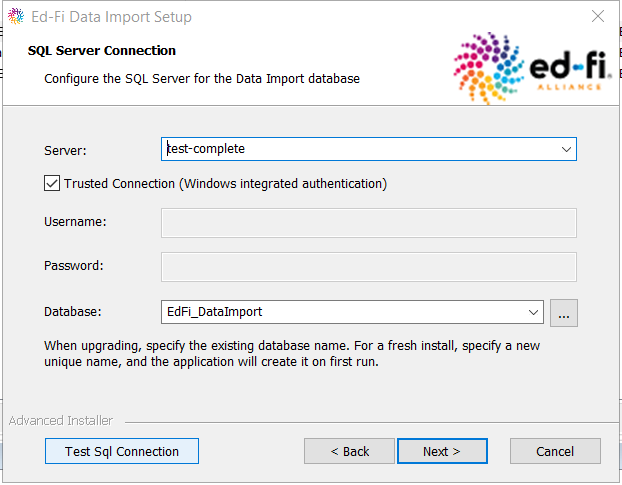 Ed-Fi Data Import Setup
SQL Server Connection
Configure the SQL Server for the Data Import database
ed-fi
ALLIANCE
Server:
test-complete
Trusted Connection (Windows integrated authentication)
Username:
Password:
Database:
EdFi_DataImport
...
When upgrading, specify the existing database name. For a fresh install, specify a new
unique name, and the application will create it on first run.
Advanced Installer
Test Sql Connection
< Back
Next >
Cancel